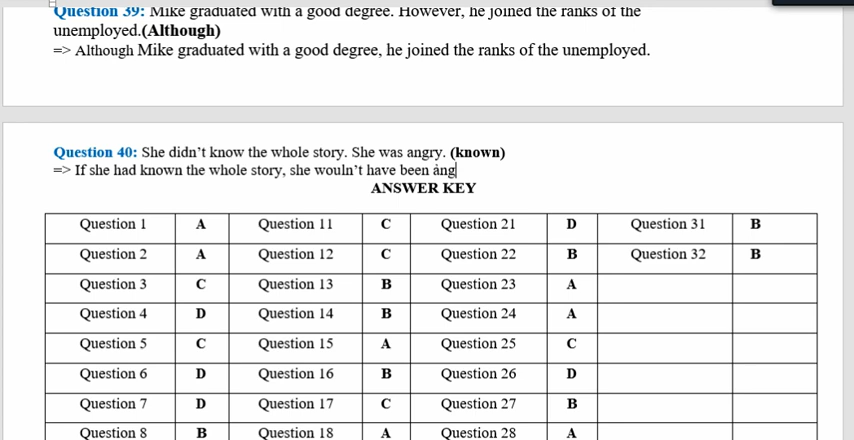 Question 39: Mike graduated with a good degree. However, he joined the ranks of the
unemployed.(Although)
=> Although Mike graduated with a good degree, he joined the ranks of the unemployed.
Question 40: She didn't know the whole story. She was angry. (known)
=> If she had known the whole story, she wouln't have been ảng
ANSWER KEY
Question 1 A Question 11 C Question 21 D Question 31 B
Question 2 A Question 12 C Question 22 B Question 32 B
Question 3 C Question 13 B Question 23 A
Question 4 D Question 14 B Question 24 A
Question 5 C Question 15 A Question 25 C
Question 6 D Question 16 B Question 26 D
Question 7 D Question 17 C Question 27 B
Question 8 B Question 18 A Question 28 A